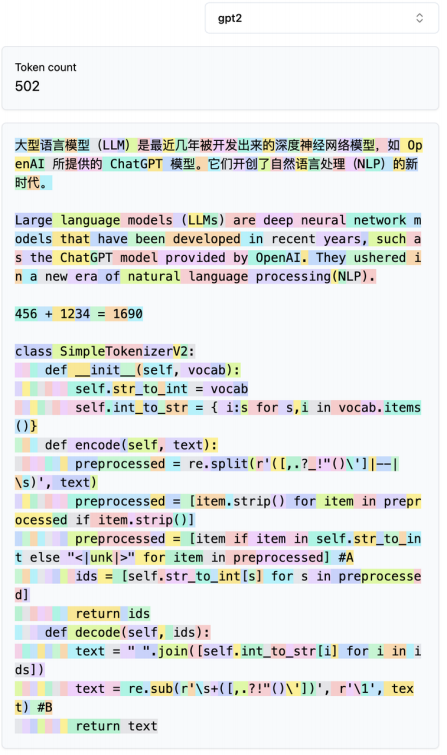 gpt2
Token count
502
大型语言模型（LLM）是最近几年被开发出来的深度神经网络模型，如 Op
enAI 所提供的 ChatGPT 模型。它们开创了自然语言处理（NLP）的新
时代。
Large language models (LLMs) are deep neural network m
odels that have been developed in recent years, such a
s the ChatGPT model provided by OpenAI. They ushered i
n a new era of natural language processing(NLP).
456 + 1234 = 1690
class SimpleTokenizerV2:
    def __init__(self, vocab):
        self.str_to_int = vocab
        self.int_to_str = { i:s for s,i in vocab.items
()}
    def encode(self, text):
        preprocessed = re.split(r'([,.?_!"()\']|--|
\s)', text)
        preprocessed = [item.strip() for item in prepr
ocessed if item.strip()]
        preprocessed = [item if item in self.str_to_in
t else "<|unk|>" for item in preprocessed] #A
        ids = [self.str_to_int[s] for s in preprocesse
d]
        return ids
    def decode(self, ids):
        text = " ".join([self.int_to_str[i] for i in i
ds])
        text = re.sub(r'\s+([,.?!"()\'])', r'\1', tex
t) #B
        return text